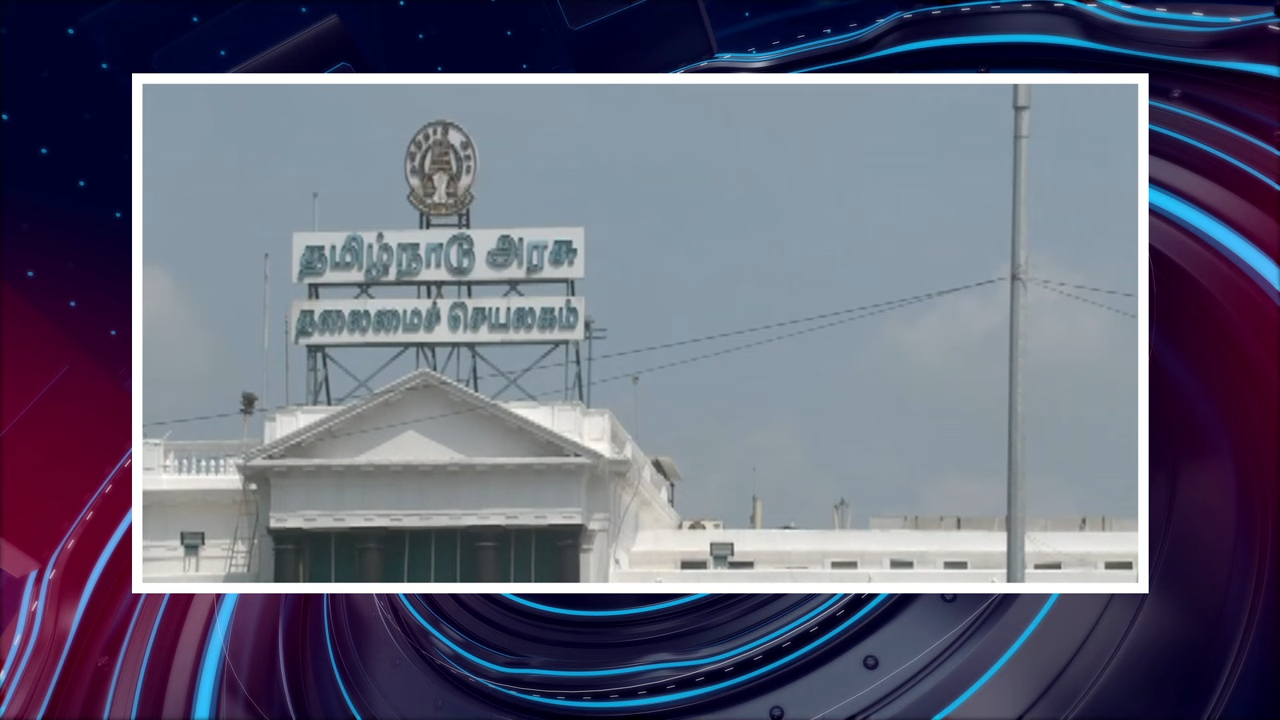 தமிழ்நாடு அரசு
தலைமைச் செயலகம்